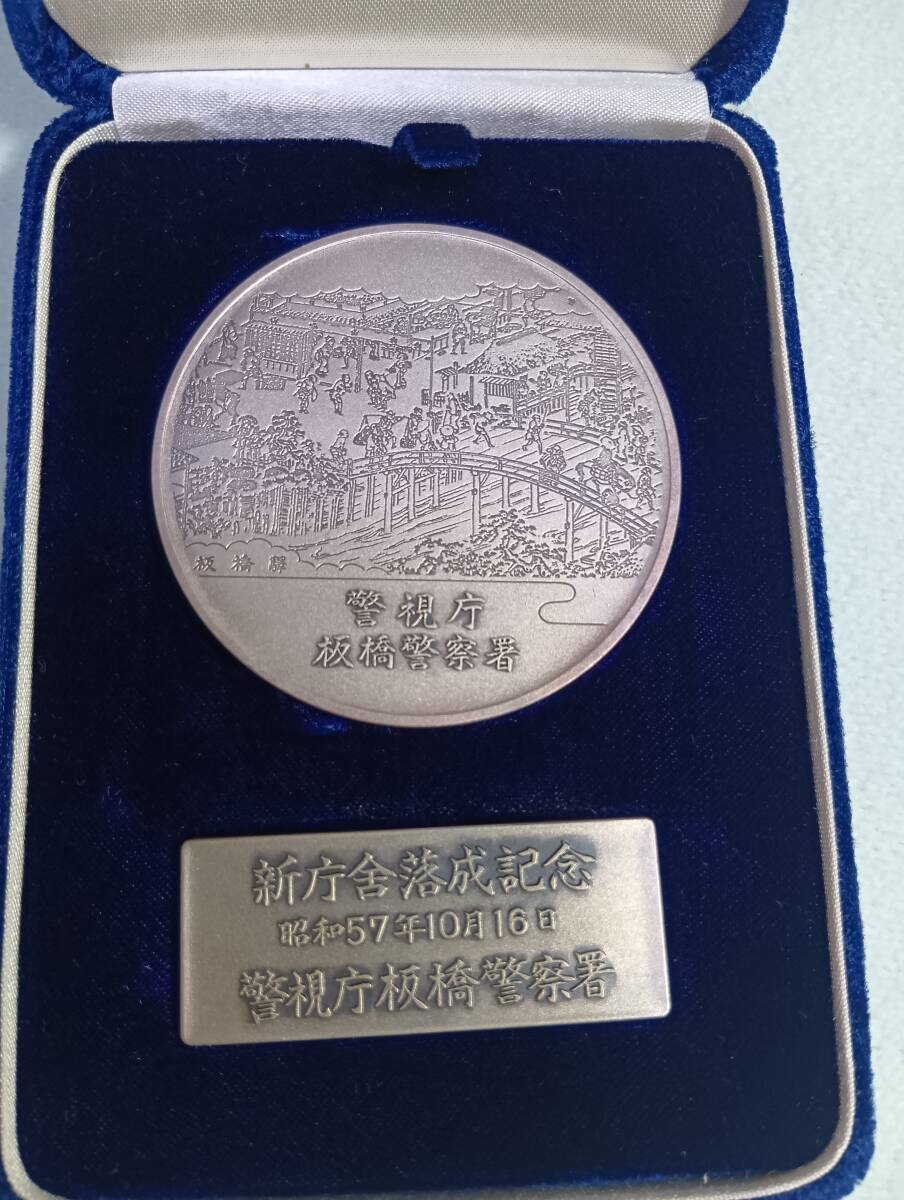 板橋驛
警視庁
板橋警察署
新庁舎落成記念
昭和57年10月16日
警視庁板橋警察署